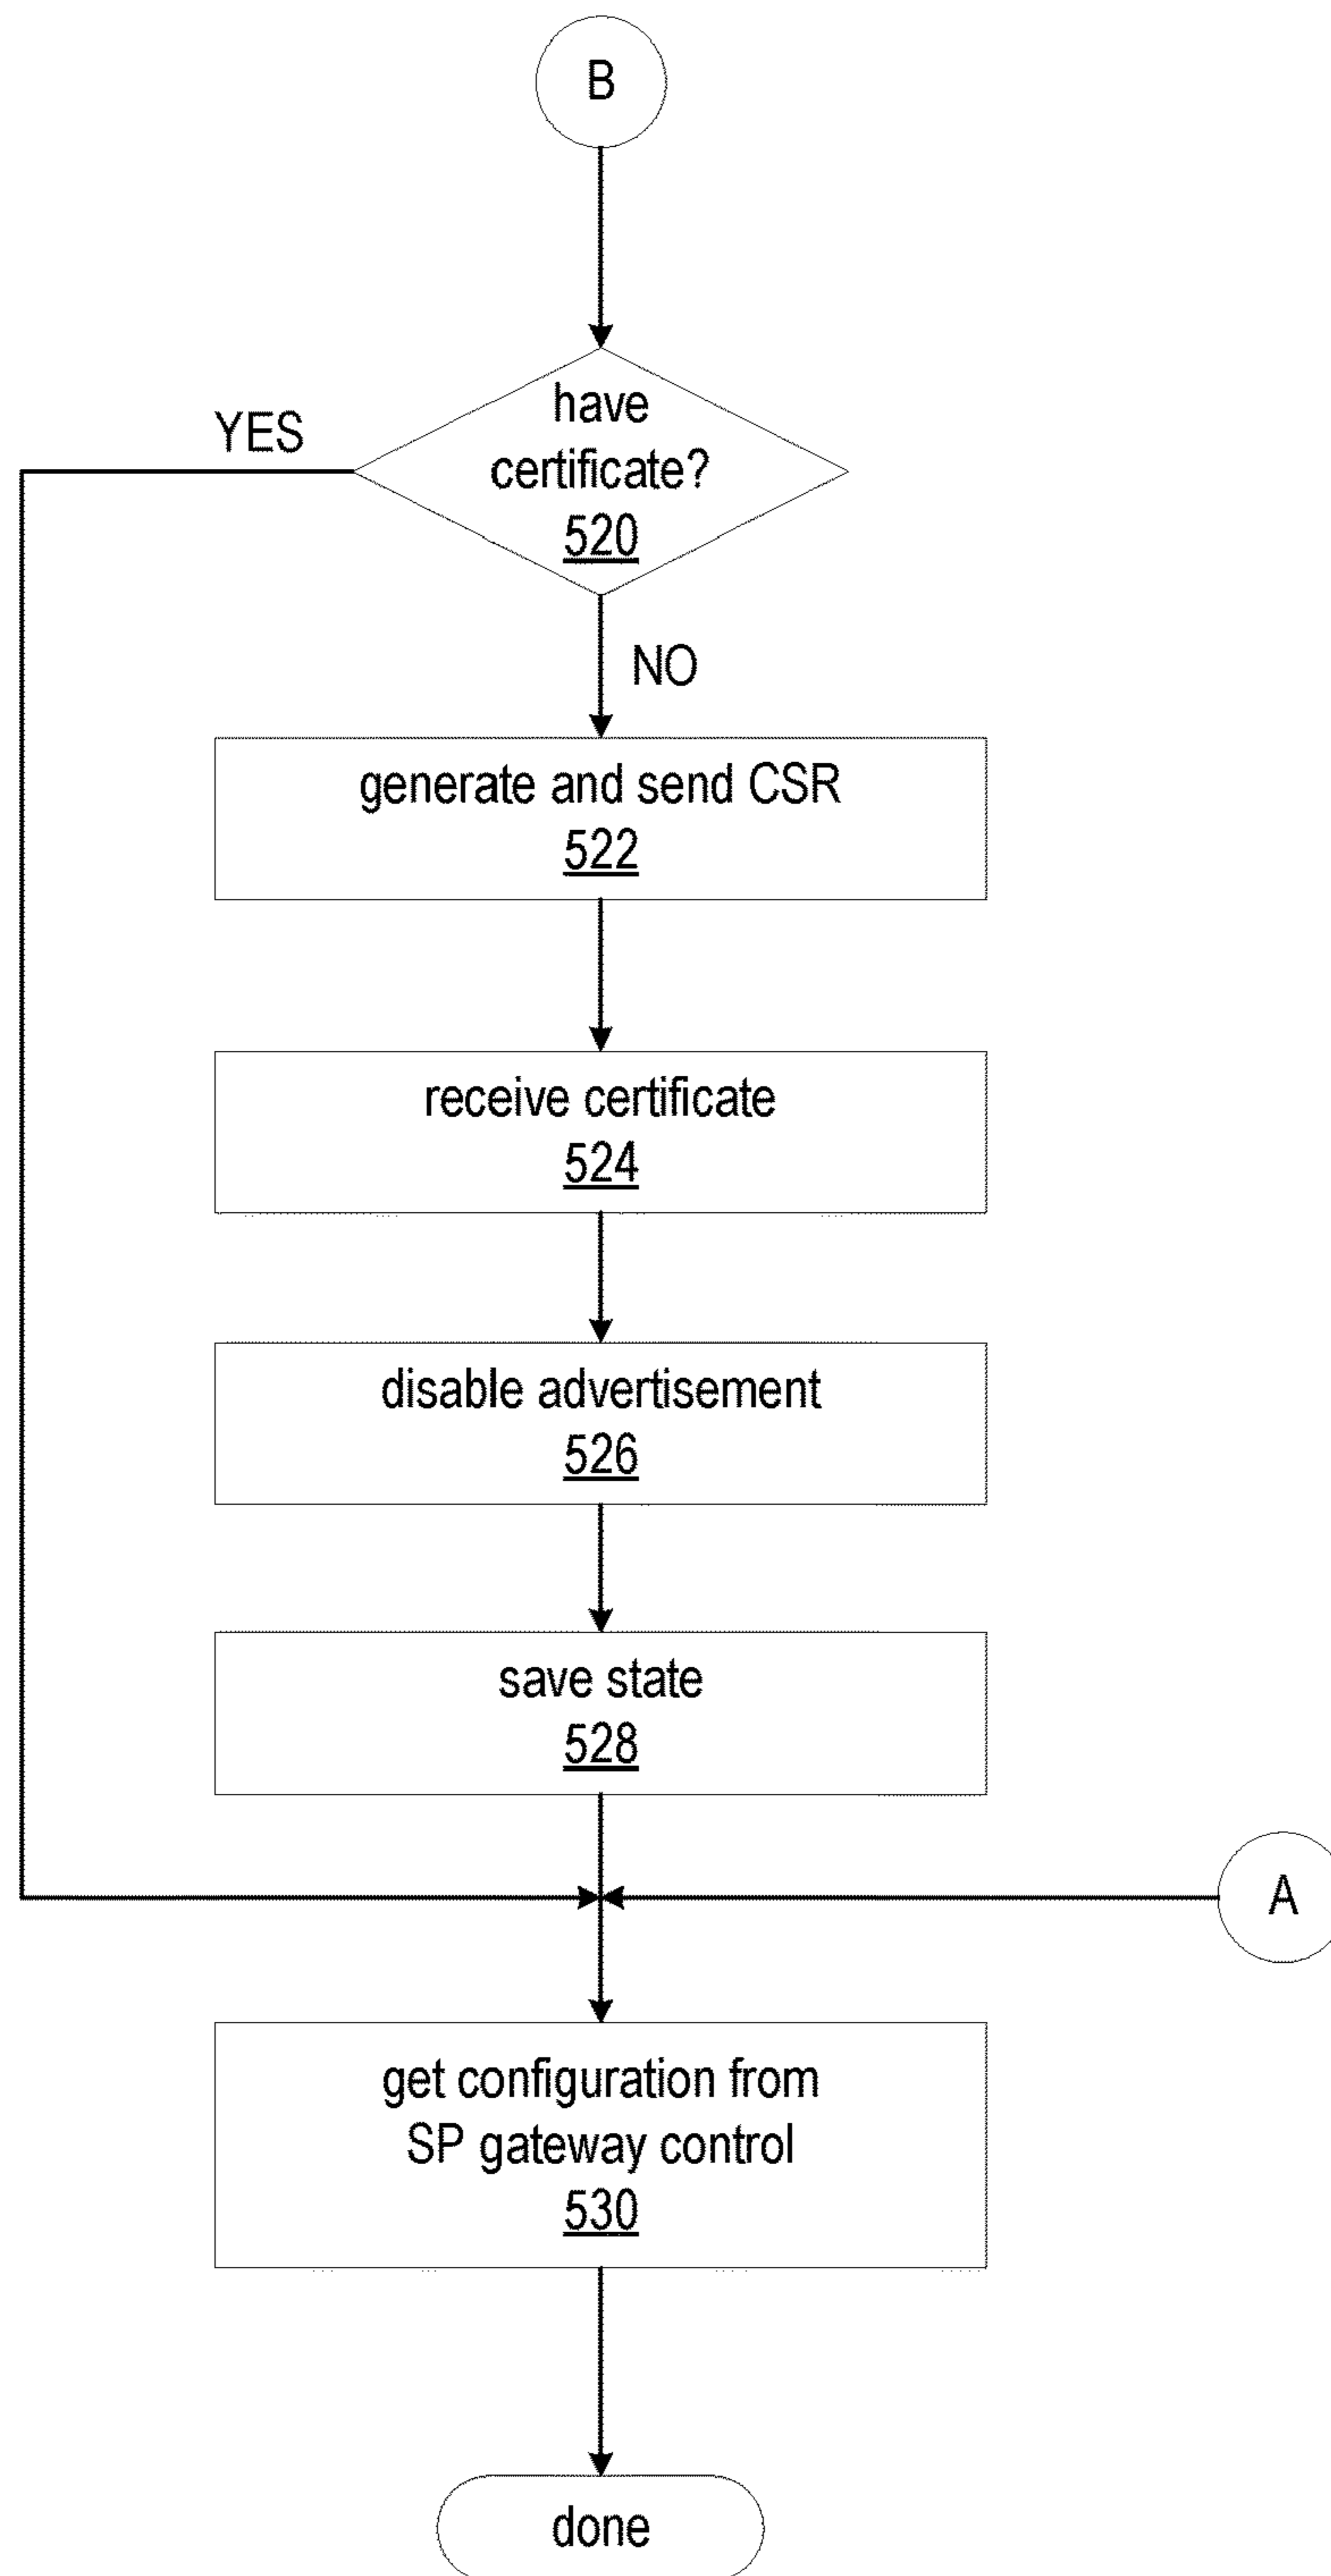 B
have
certificate?
520
YES
NO
generate and send CSR
522
receive certificate
524
disable advertisement
526
save state
528
A
get configuration from
SP gateway control
530
done